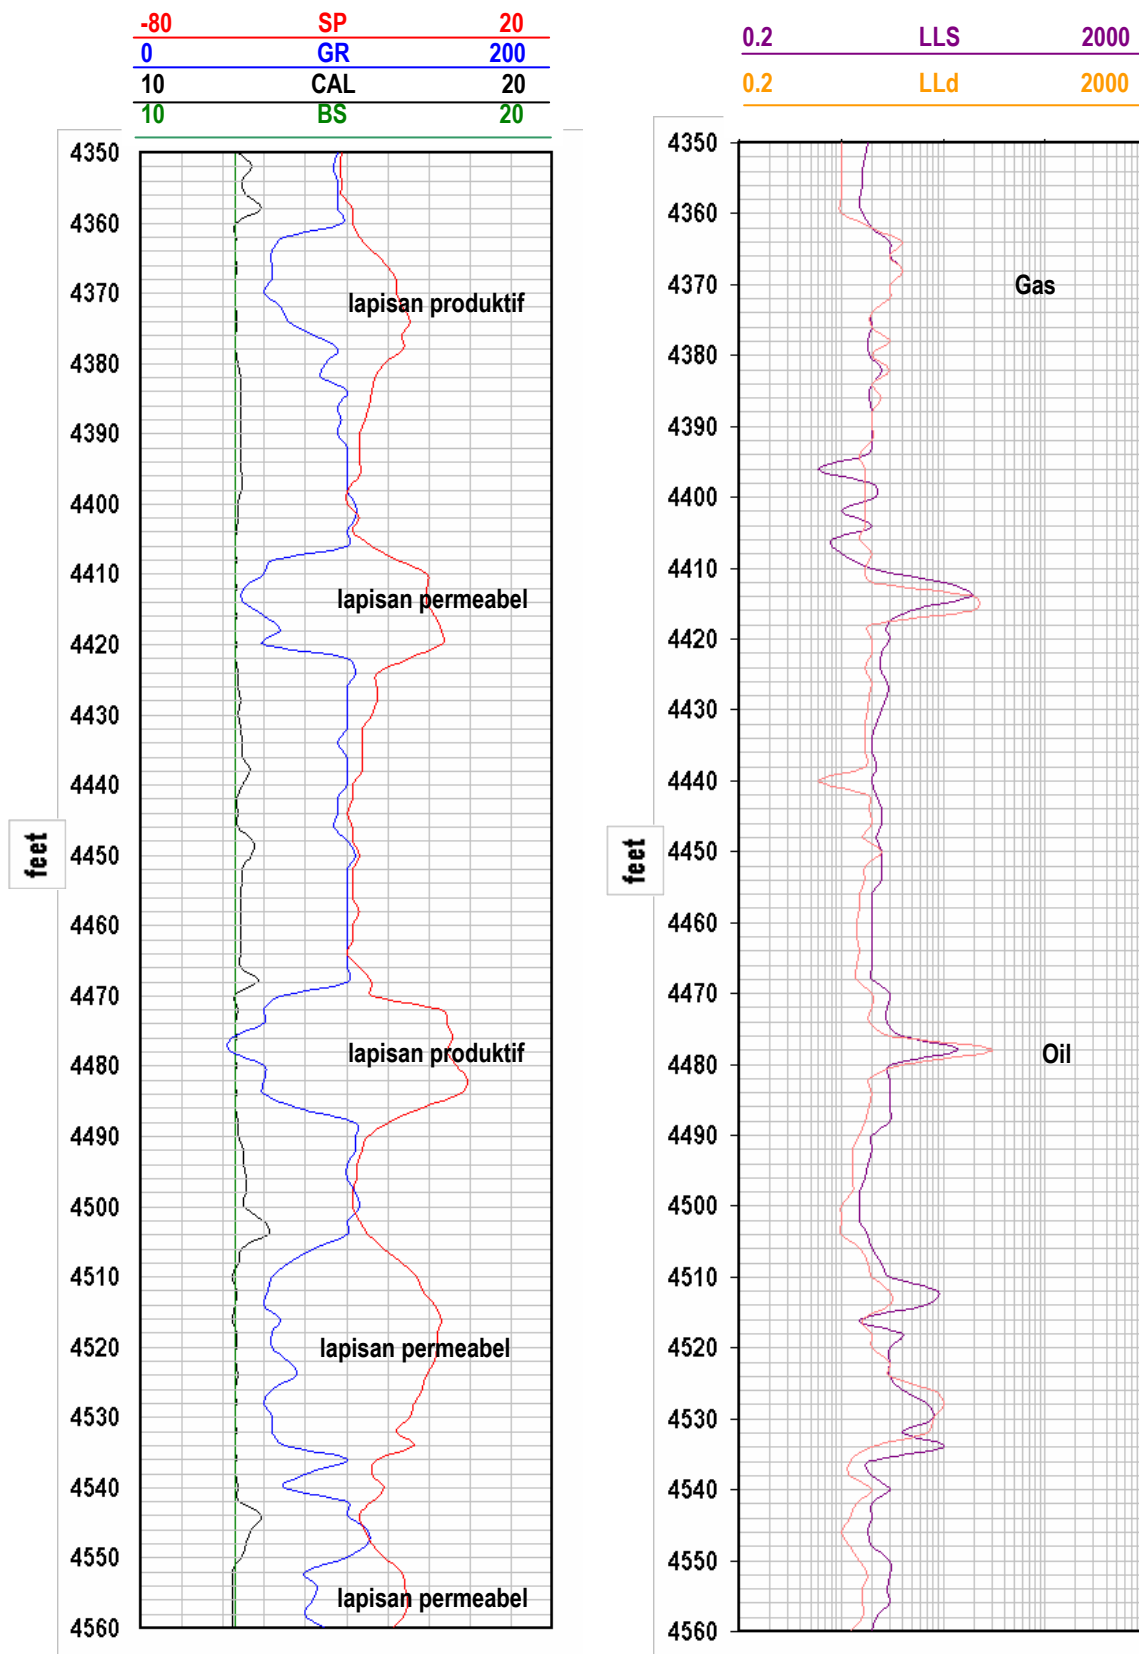 -80 SP 20
0 GR 200
10 CAL 20
10 BS 20
4350
4360
4370
4380
4390
4400
4410
4420
4430
4440
4450
4460
4470
4480
4490
4500
4510
4520
4530
4540
4550
4560
feet
lapisan produktif
lapisan permeabel
lapisan produktif
lapisan permeabel
lapisan permeabel
0.2 LLS 2000
0.2 LLd 2000
4350
4360
4370
4380
4390
4400
4410
4420
4430
4440
4450
4460
4470
4480
4490
4500
4510
4520
4530
4540
4550
4560
feet
Gas
Oil